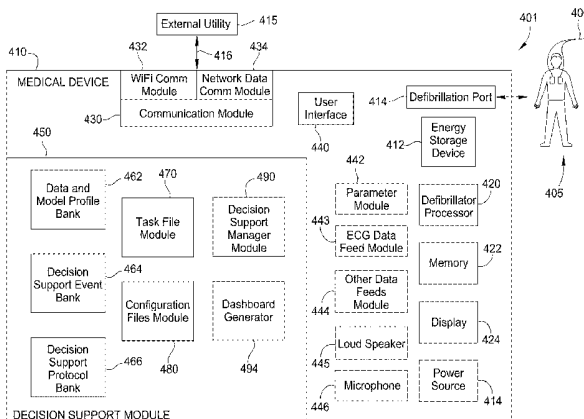 External Utility
415
432
416
434
410
MEDICAL DEVICE
WiFi Comm
Module
Network Data
Comm Module
430
Communication Module
User
Interface
440
414
Defibrillation Port
401
40
405
412
Energy
Storage
Device
450
462
Data and
Model Profile
Bank
470
Task File
Module
490
Decision
Support
Manager
Module
442
Parameter
Module
443
ECG Data
Feed Module
420
Defibrillator
Processor
422
Memory
464
Decision
Support Event
Bank
Configuration
Files Module
480
Dashboard
Generator
494
Other Data
Feeds
Module
444
Loud Speaker
445
Display
424
466
Decision
Support
Protocol
Bank
Microphone
446
Power
Source
414
DECISION SUPPORT MODULE